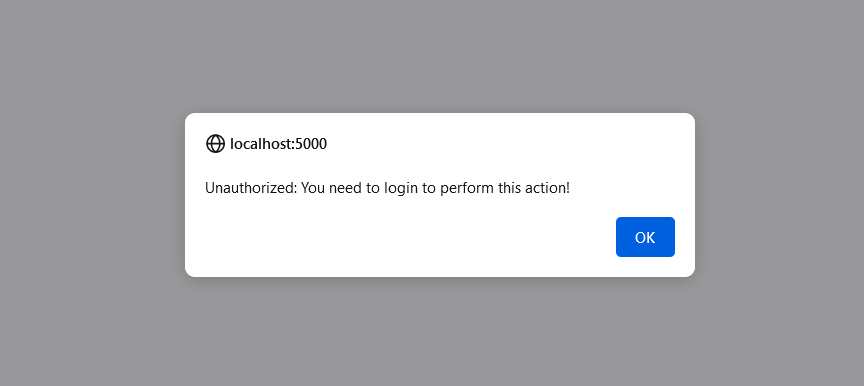 localhost:5000
Unauthorized: You need to login to perform this action!
OK